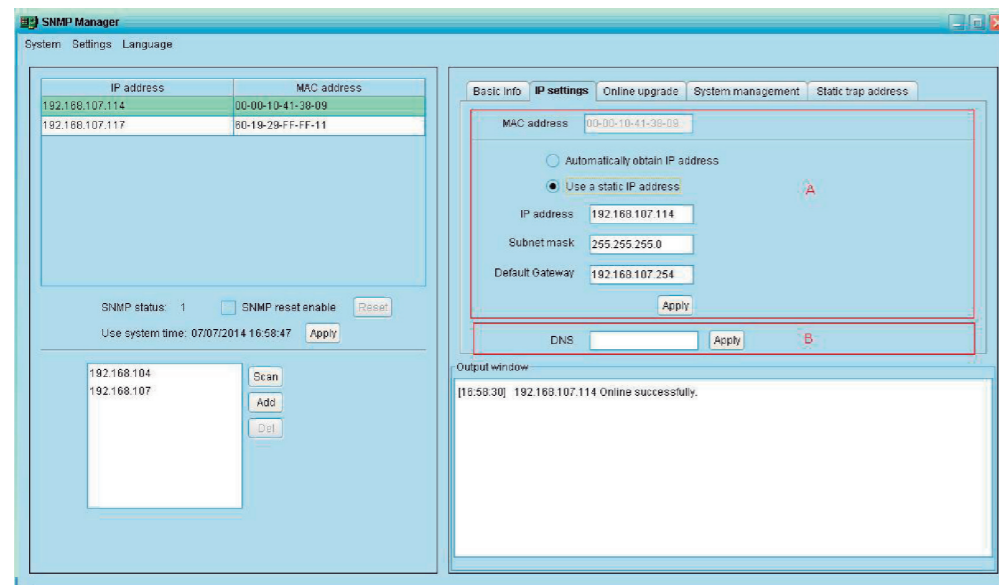 SNMP Manager
System Settings Language
IP address MAC address
192.168.107.114 00-00-10-41-38-09
192.168.107.117 60-19-29-FF-FF-11
SNMP status: 1 SNMP reset enable Reset
Use system time: 07/07/2014 16:58:47 Apply
192.168.104
192.168.107
Scan
Add
Del
Basic Info IP settings Online upgrade System management Static trap address
MAC address 00-00-10-41-38-09
Automatically obtain IP address
Use a static IP address
A
IP address 192.168.107.114
Subnet mask 255.255.255.0
Default Gateway 192.168.107.254
Apply
DNS Apply B
Output window
[16:58:30] 192.168.107.114 Online successfully.